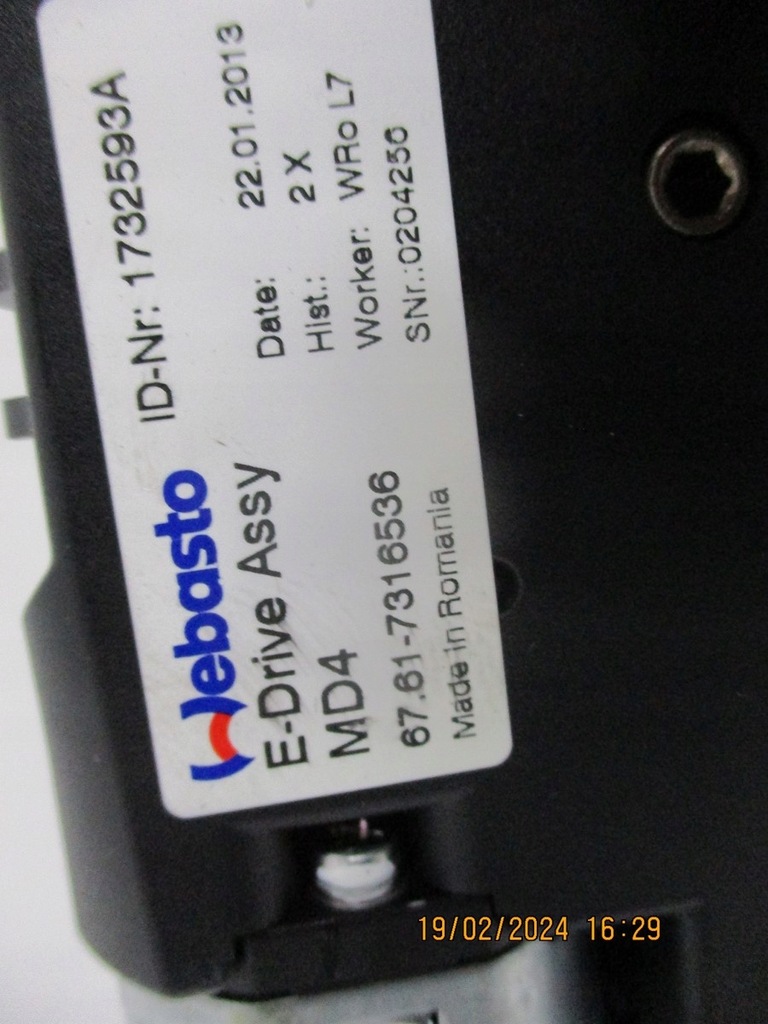 Webasto
ID-Nr: 1732593A
E-Drive Assy
Date: 22.01.2013
MD4
Hist.: 2 X
Worker: WRo L7
67.61-7316536
SNr.:0204256
Made in Romania
19/02/2024 16:29